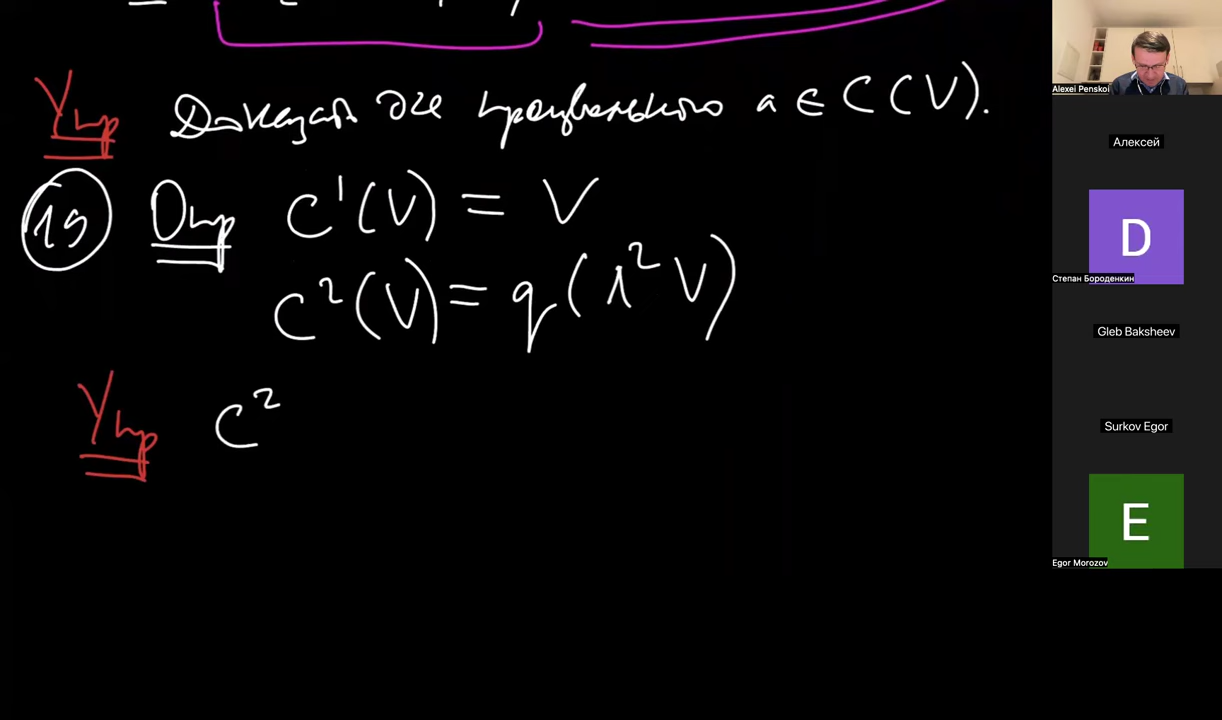 Упр Доказать для произвольного a ∈ C(V).
19 Опр C¹(V) = V
C²(V) = q(Λ²V)
Упр C²
Alexei Penskoi
Алексей
D
Степан Бороденкин
Gleb Baksheev
Surkov Egor
E
Egor Morozov